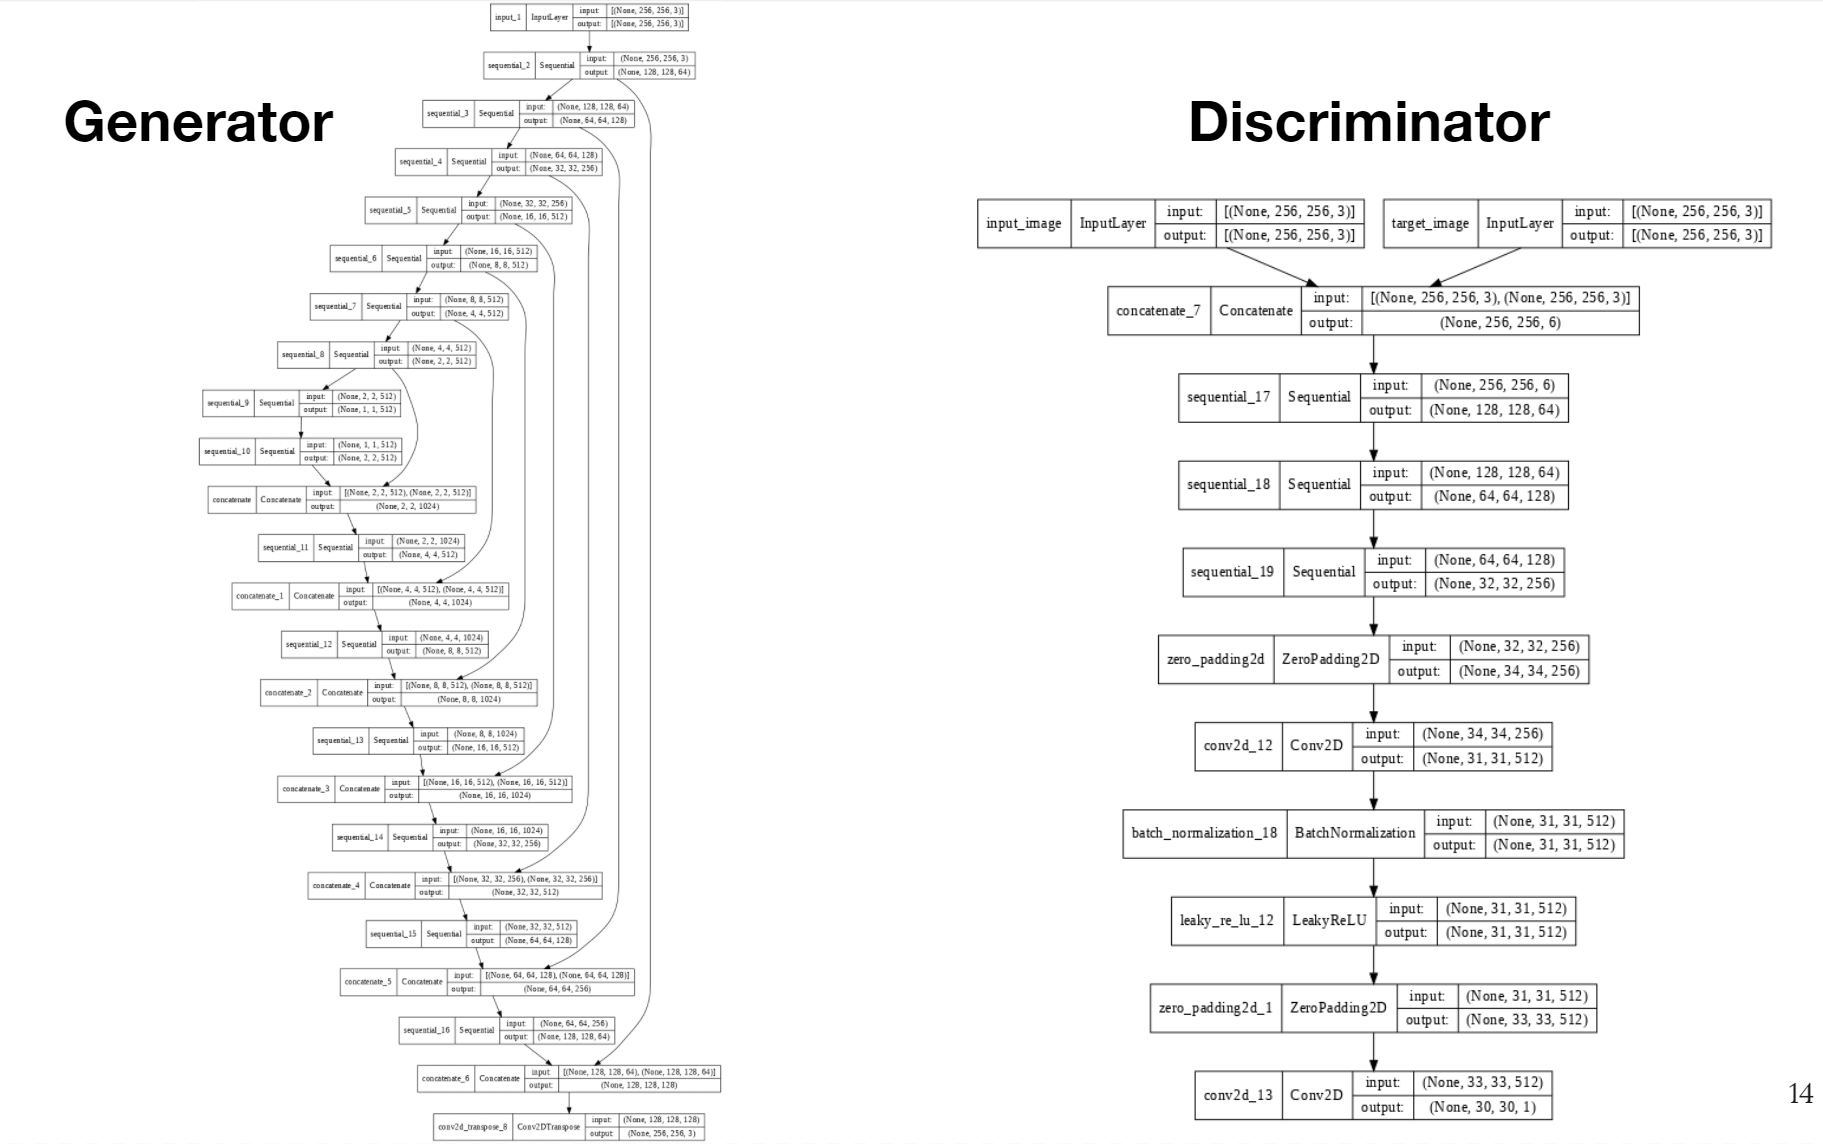 Generator
input_1 InputLayer input: [(None, 256, 256, 3)]
output: [(None, 256, 256, 3)]
sequential_2 Sequential input: (None, 256, 256, 3)
output: (None, 128, 128, 64)
sequential_3 Sequential input: (None, 128, 128, 64)
output: (None, 64, 64, 128)
sequential_4 Sequential input: (None, 64, 64, 128)
output: (None, 32, 32, 256)
sequential_5 Sequential input: (None, 32, 32, 256)
output: (None, 16, 16, 512)
sequential_6 Sequential input: (None, 16, 16, 512)
output: (None, 8, 8, 512)
sequential_7 Sequential input: (None, 8, 8, 512)
output: (None, 4, 4, 512)
sequential_8 Sequential input: (None, 4, 4, 512)
output: (None, 2, 2, 512)
sequential_9 Sequential input: (None, 2, 2, 512)
output: (None, 1, 1, 512)
sequential_10 Sequential input: (None, 1, 1, 512)
output: (None, 2, 2, 512)
concatenate Concatenate input: [(None, 2, 2, 512), (None, 2, 2, 512)]
output: (None, 2, 2, 1024)
sequential_11 Sequential input: (None, 2, 2, 1024)
output: (None, 4, 4, 512)
concatenate_1 Concatenate input: [(None, 4, 4, 512), (None, 4, 4, 512)]
output: (None, 4, 4, 1024)
sequential_12 Sequential input: (None, 4, 4, 1024)
output: (None, 8, 8, 512)
concatenate_2 Concatenate input: [(None, 8, 8, 512), (None, 8, 8, 512)]
output: (None, 8, 8, 1024)
sequential_13 Sequential input: (None, 8, 8, 1024)
output: (None, 16, 16, 512)
concatenate_3 Concatenate input: [(None, 16, 16, 512), (None, 16, 16, 512)]
output: (None, 16, 16, 1024)
sequential_14 Sequential input: (None, 16, 16, 1024)
output: (None, 32, 32, 256)
concatenate_4 Concatenate input: [(None, 32, 32, 256), (None, 32, 32, 256)]
output: (None, 32, 32, 512)
sequential_15 Sequential input: (None, 32, 32, 512)
output: (None, 64, 64, 128)
concatenate_5 Concatenate input: [(None, 64, 64, 128), (None, 64, 64, 128)]
output: (None, 64, 64, 256)
sequential_16 Sequential input: (None, 64, 64, 256)
output: (None, 128, 128, 64)
concatenate_6 Concatenate input: [(None, 128, 128, 64), (None, 128, 128, 64)]
output: (None, 128, 128, 128)
conv2d_transpose_8 Conv2DTranspose input: (None, 128, 128, 128)
output: (None, 256, 256, 3)
Discriminator
input_image InputLayer input: [(None, 256, 256, 3)]
output: [(None, 256, 256, 3)]
target_image InputLayer input: [(None, 256, 256, 3)]
output: [(None, 256, 256, 3)]
concatenate_7 Concatenate input: [(None, 256, 256, 3), (None, 256, 256, 3)]
output: (None, 256, 256, 6)
sequential_17 Sequential input: (None, 256, 256, 6)
output: (None, 128, 128, 64)
sequential_18 Sequential input: (None, 128, 128, 64)
output: (None, 64, 64, 128)
sequential_19 Sequential input: (None, 64, 64, 128)
output: (None, 32, 32, 256)
zero_padding2d ZeroPadding2D input: (None, 32, 32, 256)
output: (None, 34, 34, 256)
conv2d_12 Conv2D input: (None, 34, 34, 256)
output: (None, 31, 31, 512)
batch_normalization_18 BatchNormalization input: (None, 31, 31, 512)
output: (None, 31, 31, 512)
leaky_re_lu_12 LeakyReLU input: (None, 31, 31, 512)
output: (None, 31, 31, 512)
zero_padding2d_1 ZeroPadding2D input: (None, 31, 31, 512)
output: (None, 33, 33, 512)
conv2d_13 Conv2D input: (None, 33, 33, 512)
output: (None, 30, 30, 1)
14